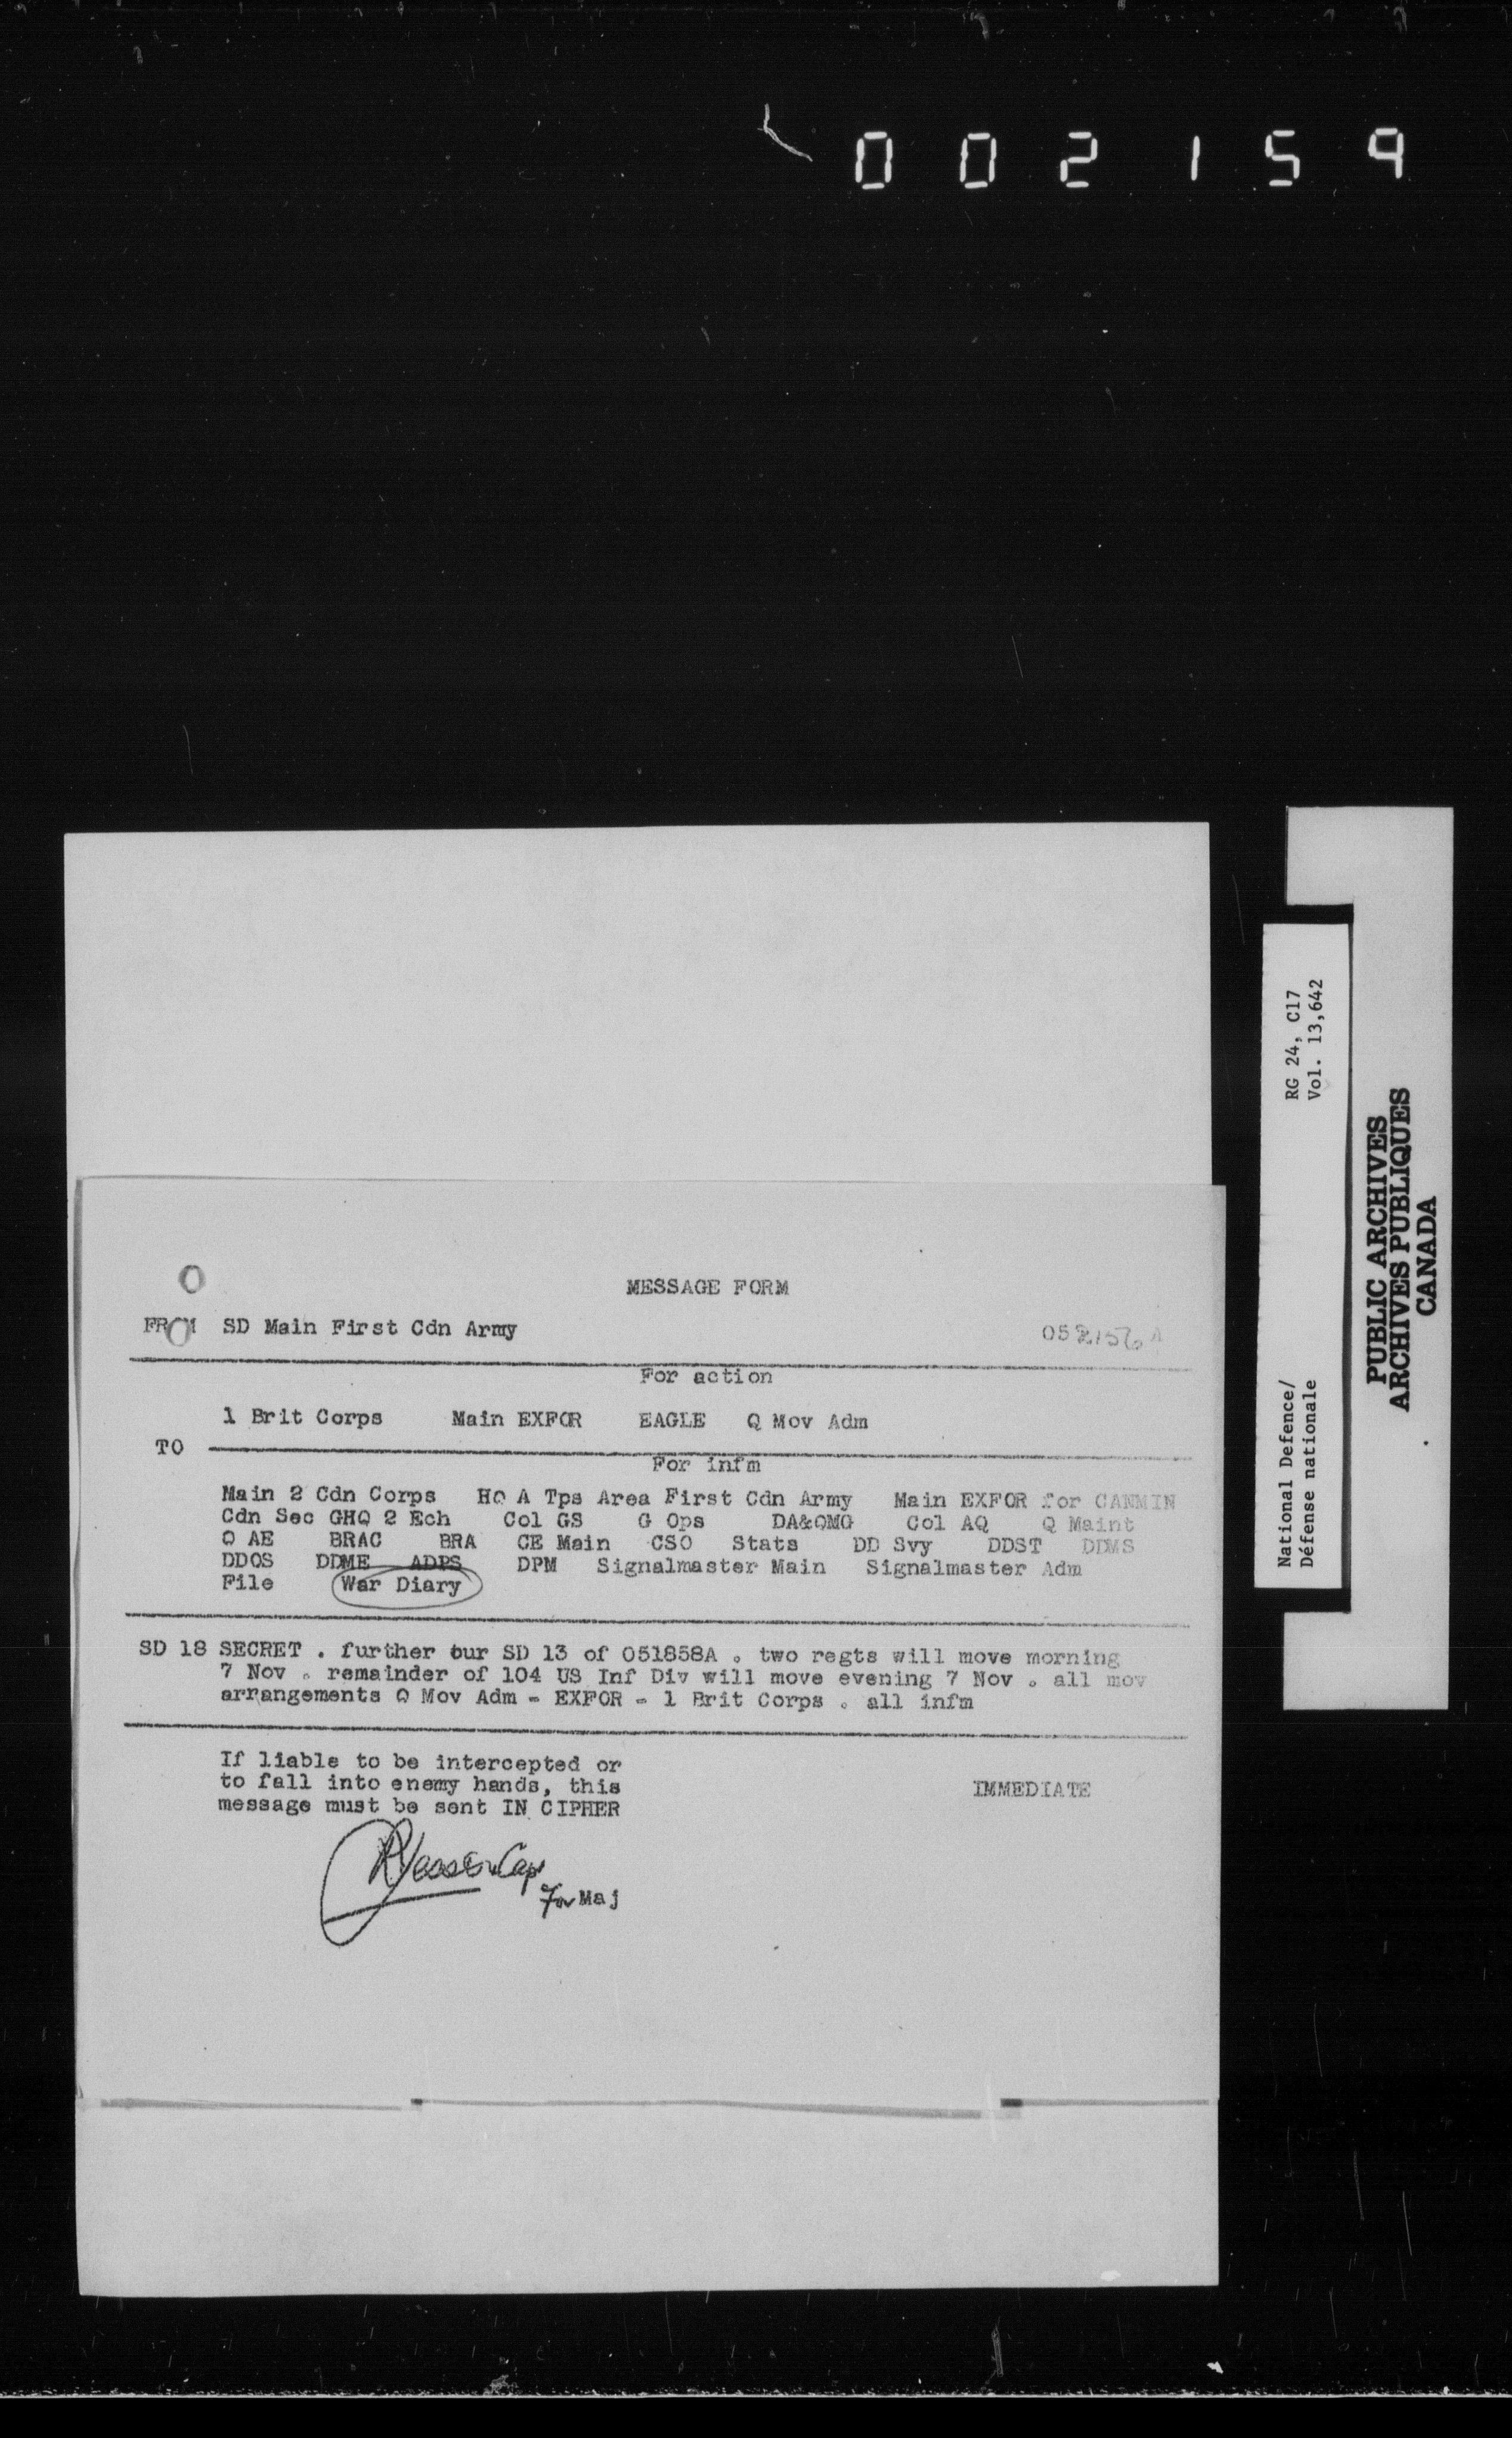 002159
MESSAGE FORM
FROM SD Main First Cdn Army
For action
1 Brit Corps Main EXFOR EAGLE Q Mov Adm
TO
For infm
Main 2 Cdn Corps HQ A Tps Area First Cdn Army Main EXFOR for CANMIN
Cdn Sec GHQ 2 Ech Col GS G Ops DA&QMG Col AQ Q Maint
Q AE BRAC BRA CE Main CSO Stats DD Svy DDST DDMS
DDOS DDME ADPS DPM Signalmaster Main Signalmaster Adm
File War Diary
SD 18 SECRET . further our SD 13 of 051858A . two regts will move morning
7 Nov . remainder of 104 US Inf Div will move evening 7 Nov . all mov
arrangements Q Mov Adm - EXFOR - 1 Brit Corps . all infm
If liable to be intercepted or
to fall into enemy hands, this
message must be sent IN CIPHER
IMMEDIATE
for Maj
National Defence/
Défense nationale
RG 24, C17
Vol. 13,642
PUBLIC ARCHIVES
ARCHIVES PUBLIQUES
CANADA